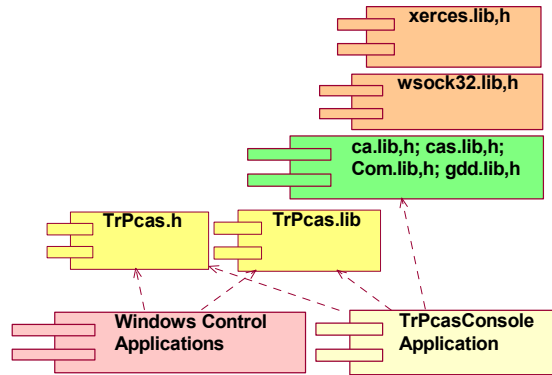 xerces.lib,h
wsock32.lib,h
ca.lib,h; cas.lib,h;
Com.lib,h; gdd.lib,h
TrPcas.h
TrPcas.lib
Windows Control
Applications
TrPcasConsole
Application